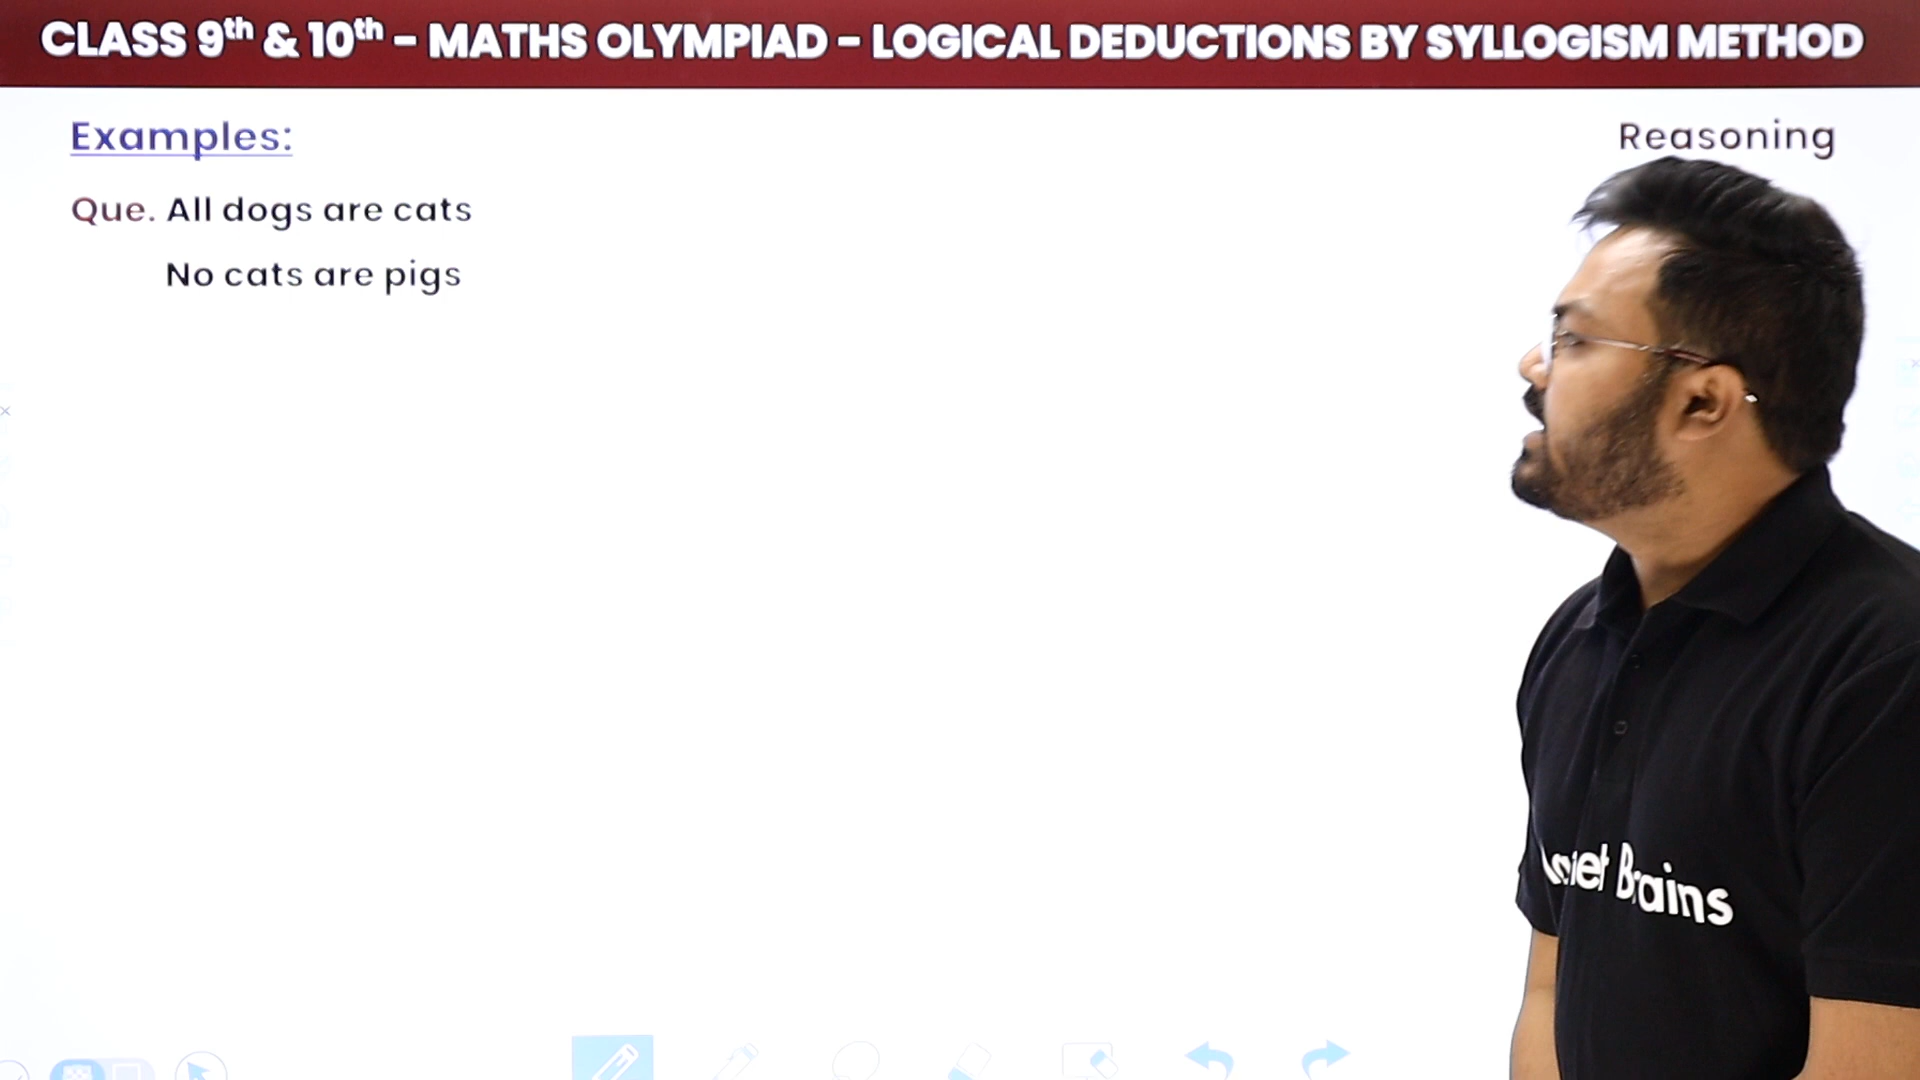 CLASS 9th & 10th - MATHS OLYMPIAD - LOGICAL DEDUCTIONS BY SYLLOGISM METHOD
Examples:
Reasoning
Que. All dogs are cats
No cats are pigs
Brains